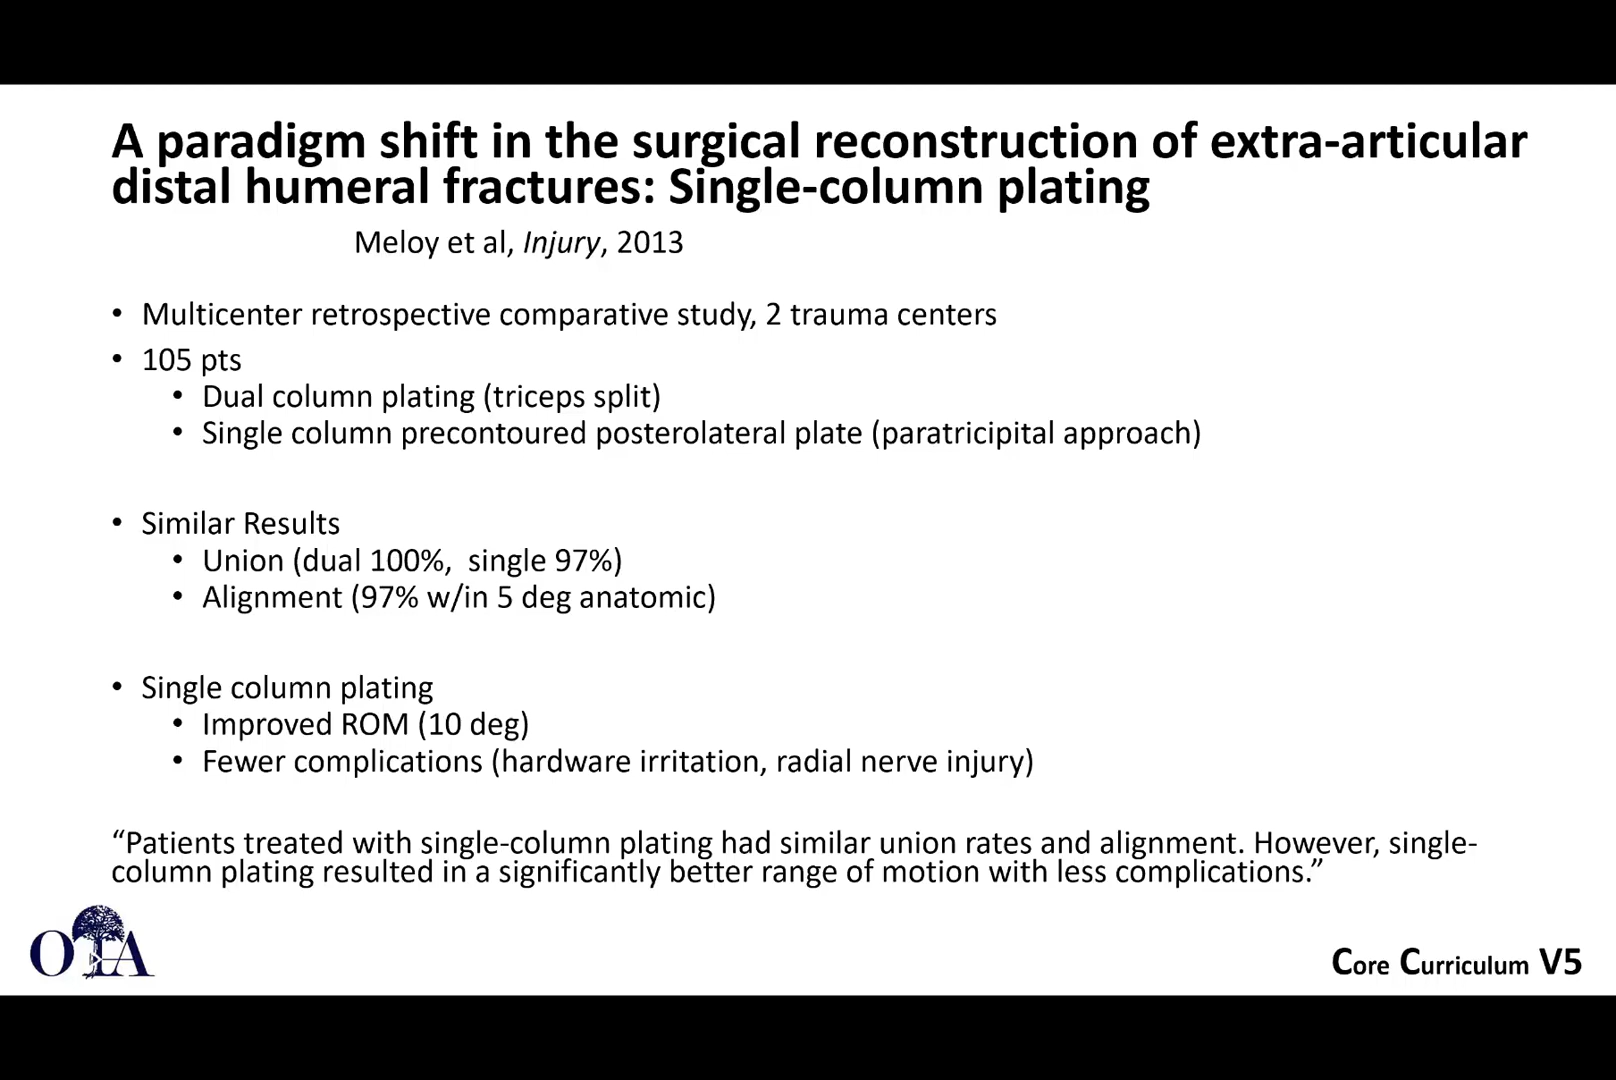 A paradigm shift in the surgical reconstruction of extra-articular
distal humeral fractures: Single-column plating
Meloy et al, Injury, 2013
• Multicenter retrospective comparative study, 2 trauma centers
• 105 pts
• Dual column plating (triceps split)
• Single column precontoured posterolateral plate (paratricipital approach)
• Similar Results
• Union (dual 100%, single 97%)
• Alignment (97% w/in 5 deg anatomic)
• Single column plating
• Improved ROM (10 deg)
• Fewer complications (hardware irritation, radial nerve injury)
“Patients treated with single-column plating had similar union rates and alignment. However, single-
column plating resulted in a significantly better range of motion with less complications.”
OTA
Core Curriculum V5